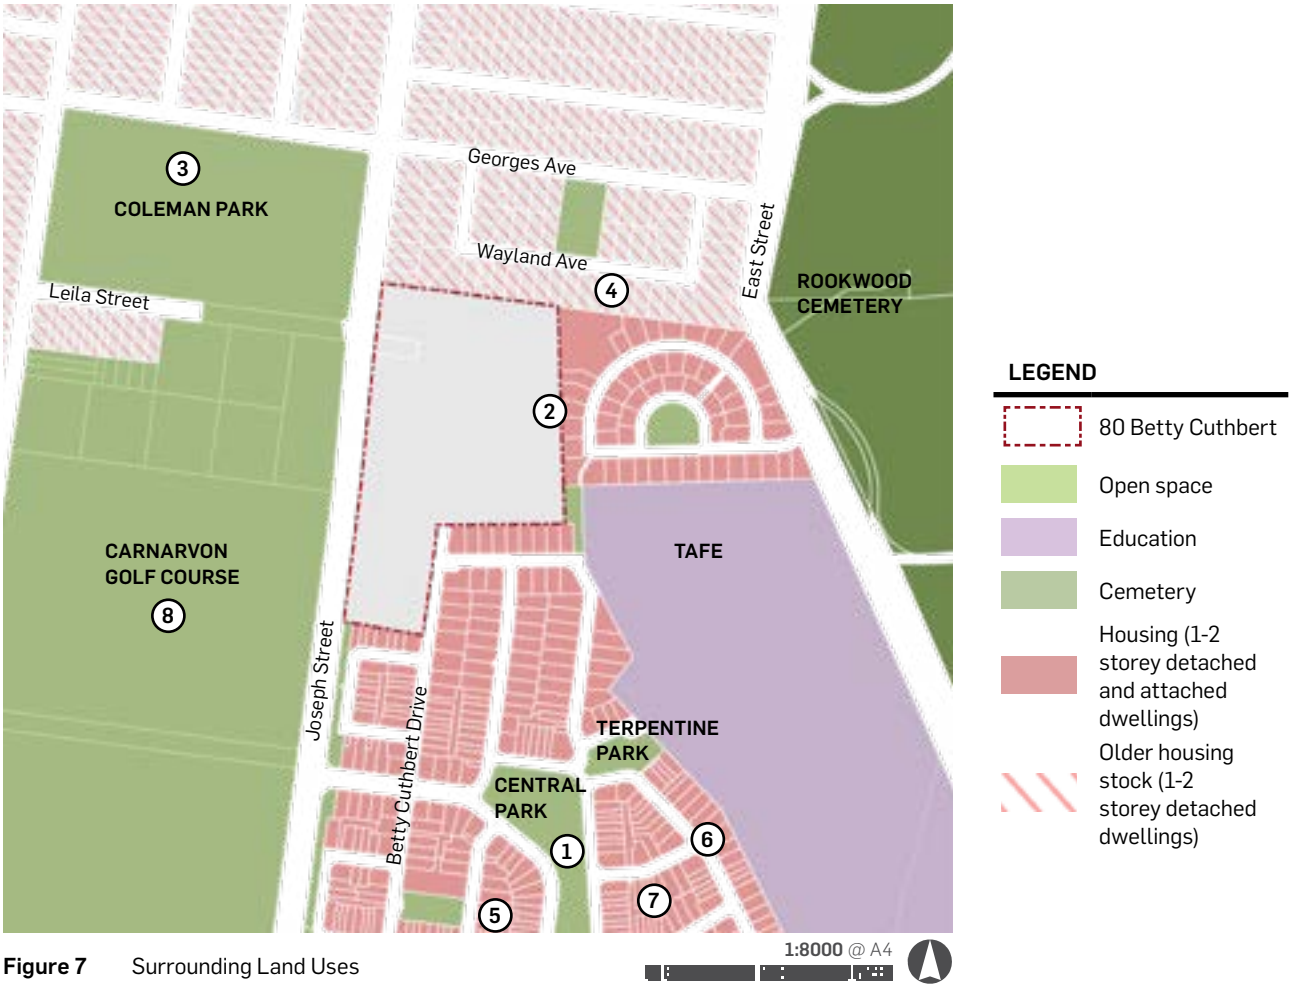 Georges Ave
3
COLEMAN PARK
Wayland Ave
East Street
4
ROOKWOOD
CEMETERY
Leila Street
2
CARNARVON
GOLF COURSE
8
TAFE
Joseph Street
Betty Cuthbert Drive
TERPENTINE
PARK
CENTRAL
PARK
1
6
7
5
LEGEND
80 Betty Cuthbert
Open space
Education
Cemetery
Housing (1-2
storey detached
and attached
dwellings)
Older housing
stock (1-2
storey detached
dwellings)
Figure 7 Surrounding Land Uses
1:8000 @ A4